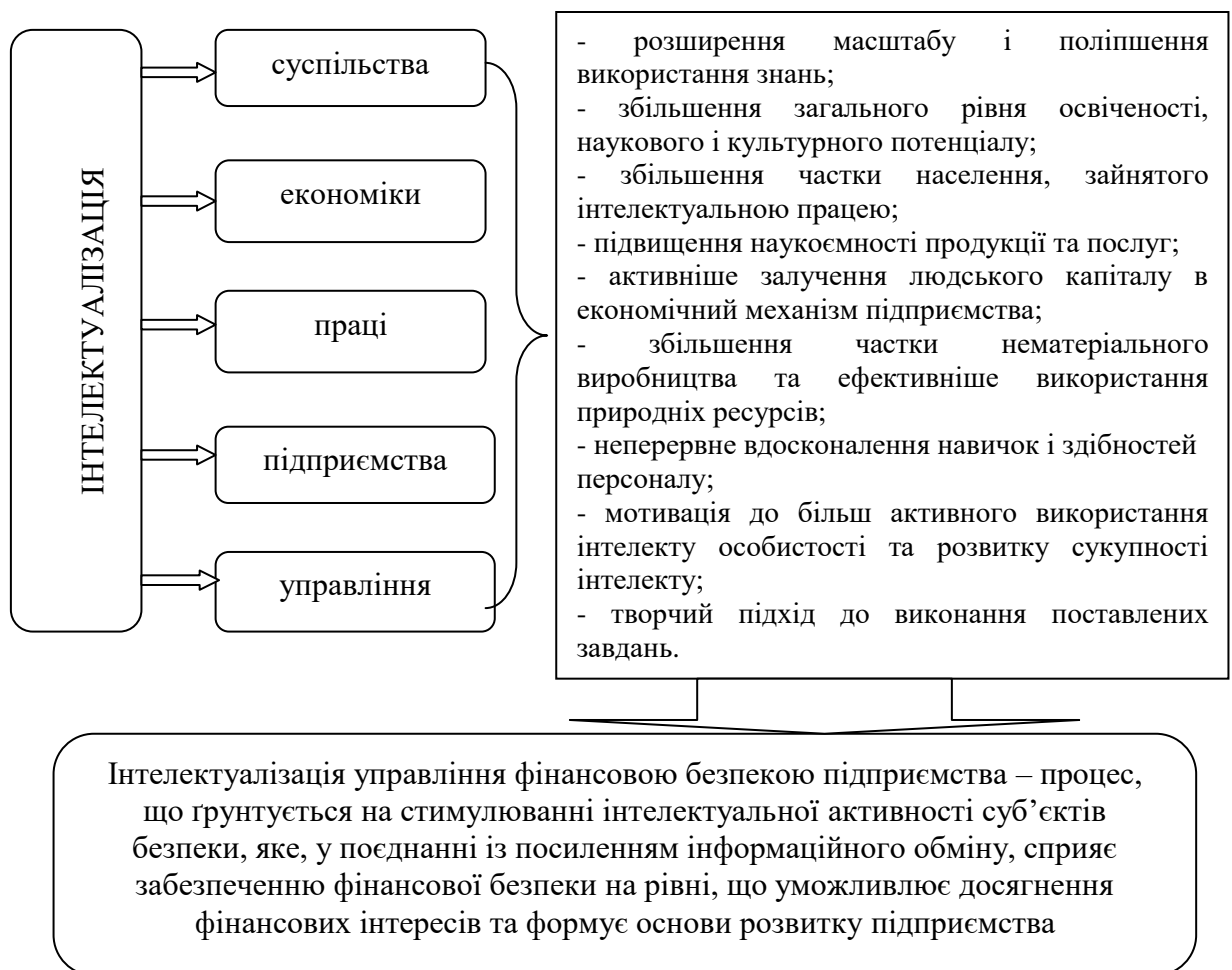 ІНТЕЛЕКТУАЛІЗАЦІЯ
суспільства
економіки
праці
підприємства
управління
- розширення масштабу і поліпшення
використання знань;
- збільшення загального рівня освіченості,
наукового і культурного потенціалу;
- збільшення частки населення, зайнятого
інтелектуальною працею;
- підвищення наукоємності продукції та послуг;
- активніше залучення людського капіталу в
економічний механізм підприємства;
- збільшення частки нематеріального
виробництва та ефективніше використання
природніх ресурсів;
- неперервне вдосконалення навичок і здібностей
персоналу;
- мотивація до більш активного використання
інтелекту особистості та розвитку сукупності
інтелекту;
- творчий підхід до виконання поставлених
завдань.
Інтелектуалізація управління фінансовою безпекою підприємства – процес,
що ґрунтується на стимулюванні інтелектуальної активності суб’єктів
безпеки, яке, у поєднанні із посиленням інформаційного обміну, сприяє
забезпеченню фінансової безпеки на рівні, що уможливлює досягнення
фінансових інтересів та формує основи розвитку підприємства